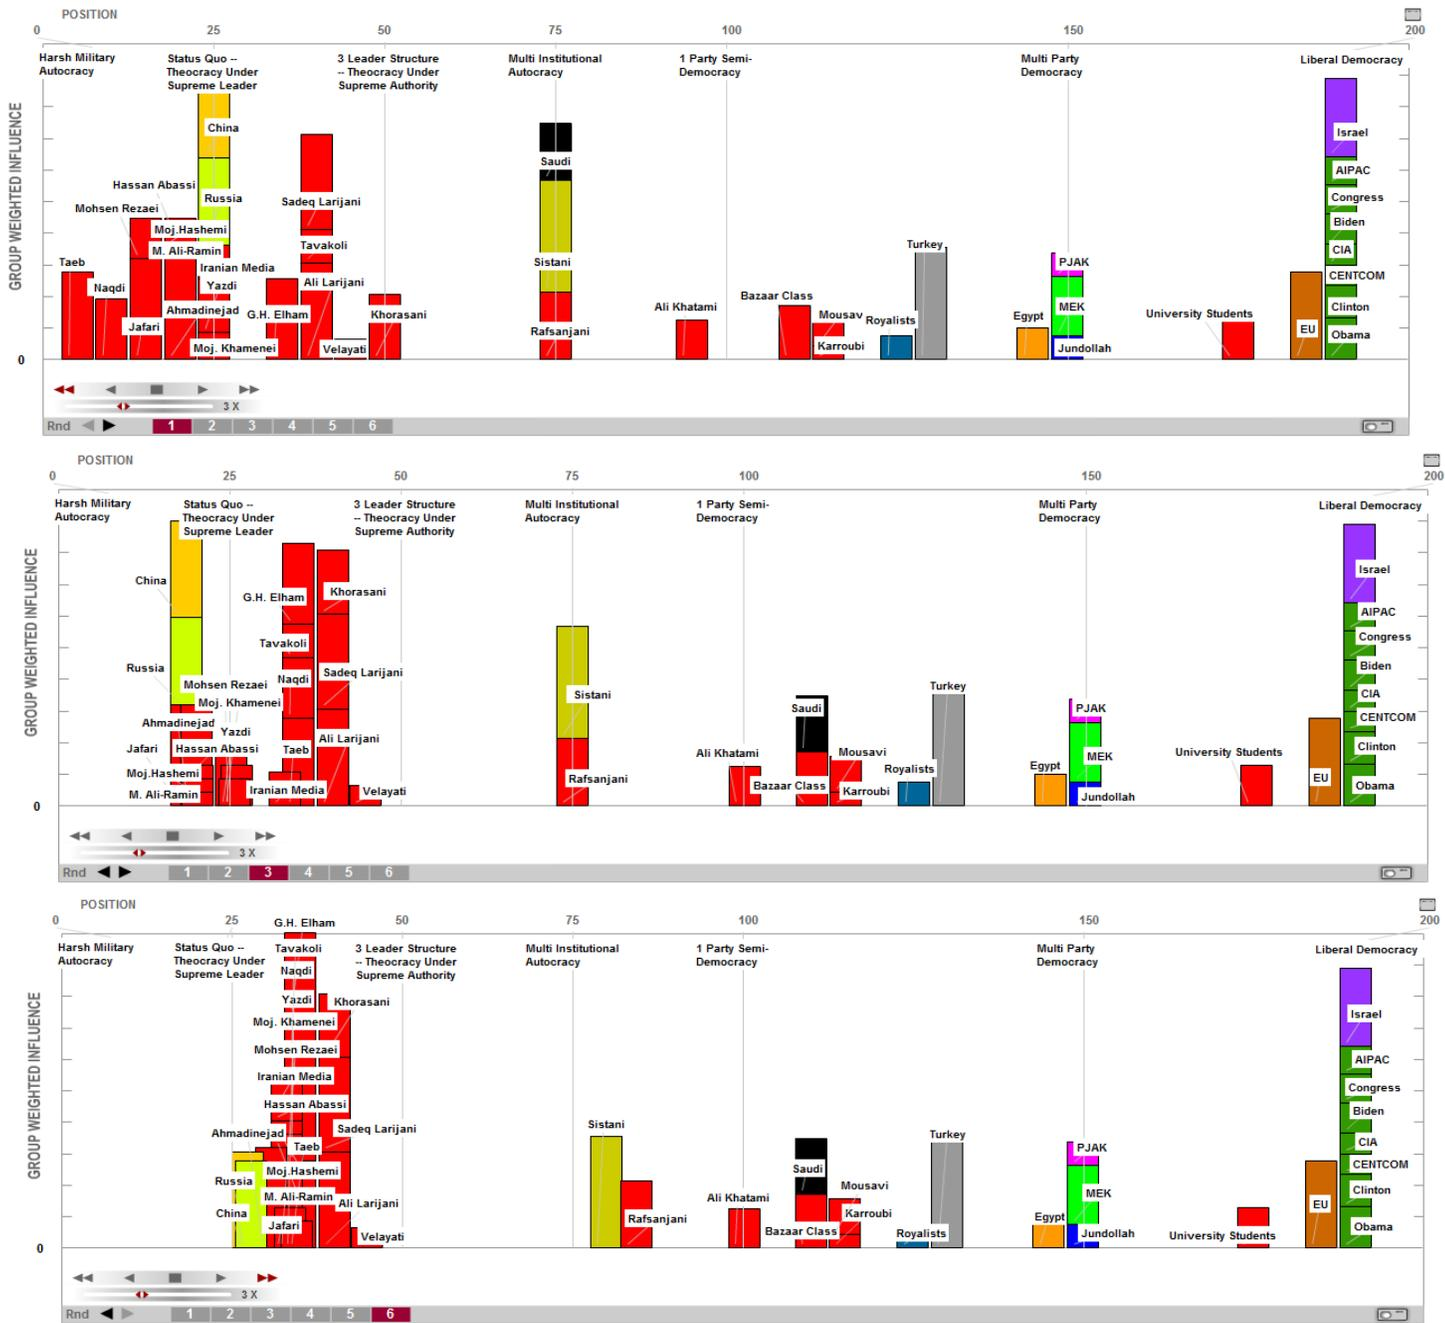 POSITION
0 25 50 75 100 150 200
Harsh Military
Autocracy
Status Quo --
Theocracy Under
Supreme Leader
3 Leader Structure
-- Theocracy Under
Supreme Authority
Multi Institutional
Autocracy
1 Party Semi-
Democracy
Multi Party
Democracy
Liberal Democracy
GROUP WEIGHTED INFLUENCE
China
Hassan Abassi
Russia
Mohsen Rezaei
Moj.Hashemi
M. Ali-Ramin
Taeb
Iranian Media
Naqdi
Yazdi
Ahmadinejad
Jafari
Moj. Khamenei
Sadeq Larijani
Tavakoli
Ali Larijani
G.H. Elham
Khorasani
Velayati
Saudi
Sistani
Rafsanjani
Ali Khatami
Bazaar Class
Mousav
Karroubi
Royalists
Turkey
Egypt
PJAK
MEK
Jundollah
University Students
EU
Israel
AIPAC
Congress
Biden
CIA
CENTCOM
Clinton
Obama
0
3 X
Rnd 1 2 3 4 5 6
POSITION
0 25 50 75 100 150 200
Harsh Military
Autocracy
Status Quo --
Theocracy Under
Supreme Leader
3 Leader Structure
-- Theocracy Under
Supreme Authority
Multi Institutional
Autocracy
1 Party Semi-
Democracy
Multi Party
Democracy
Liberal Democracy
GROUP WEIGHTED INFLUENCE
China
Russia
Mohsen Rezaei
Moj. Khamenei
Ahmadinejad
Yazdi
Jafari
Hassan Abassi
Moj.Hashemi
M. Ali-Ramin
G.H. Elham
Tavakoli
Naqdi
Taeb
Iranian Media
Khorasani
Sadeq Larijani
Ali Larijani
Velayati
Sistani
Rafsanjani
Ali Khatami
Saudi
Bazaar Class
Mousavi
Karroubi
Royalists
Turkey
Egypt
PJAK
MEK
Jundollah
University Students
EU
Israel
AIPAC
Congress
Biden
CIA
CENTCOM
Clinton
Obama
0
3 X
Rnd 1 2 3 4 5 6
POSITION
0 25 50 75 100 150 200
Harsh Military
Autocracy
Status Quo --
Theocracy Under
Supreme Leader
3 Leader Structure
-- Theocracy Under
Supreme Authority
Multi Institutional
Autocracy
1 Party Semi-
Democracy
Multi Party
Democracy
Liberal Democracy
GROUP WEIGHTED INFLUENCE
G.H. Elham
Tavakoli
Naqdi
Yazdi
Khorasani
Moj. Khamenei
Mohsen Rezaei
Iranian Media
Hassan Abassi
Sadeq Larijani
Ahmadinejad
Taeb
Moj.Hashemi
Russia
M. Ali-Ramin
Ali Larijani
China
Jafari
Velayati
Sistani
Rafsanjani
Ali Khatami
Saudi
Bazaar Class
Mousavi
Karroubi
Royalists
Turkey
Egypt
PJAK
MEK
Jundollah
University Students
EU
Israel
AIPAC
Congress
Biden
CIA
CENTCOM
Clinton
Obama
0
3 X
Rnd 1 2 3 4 5 6